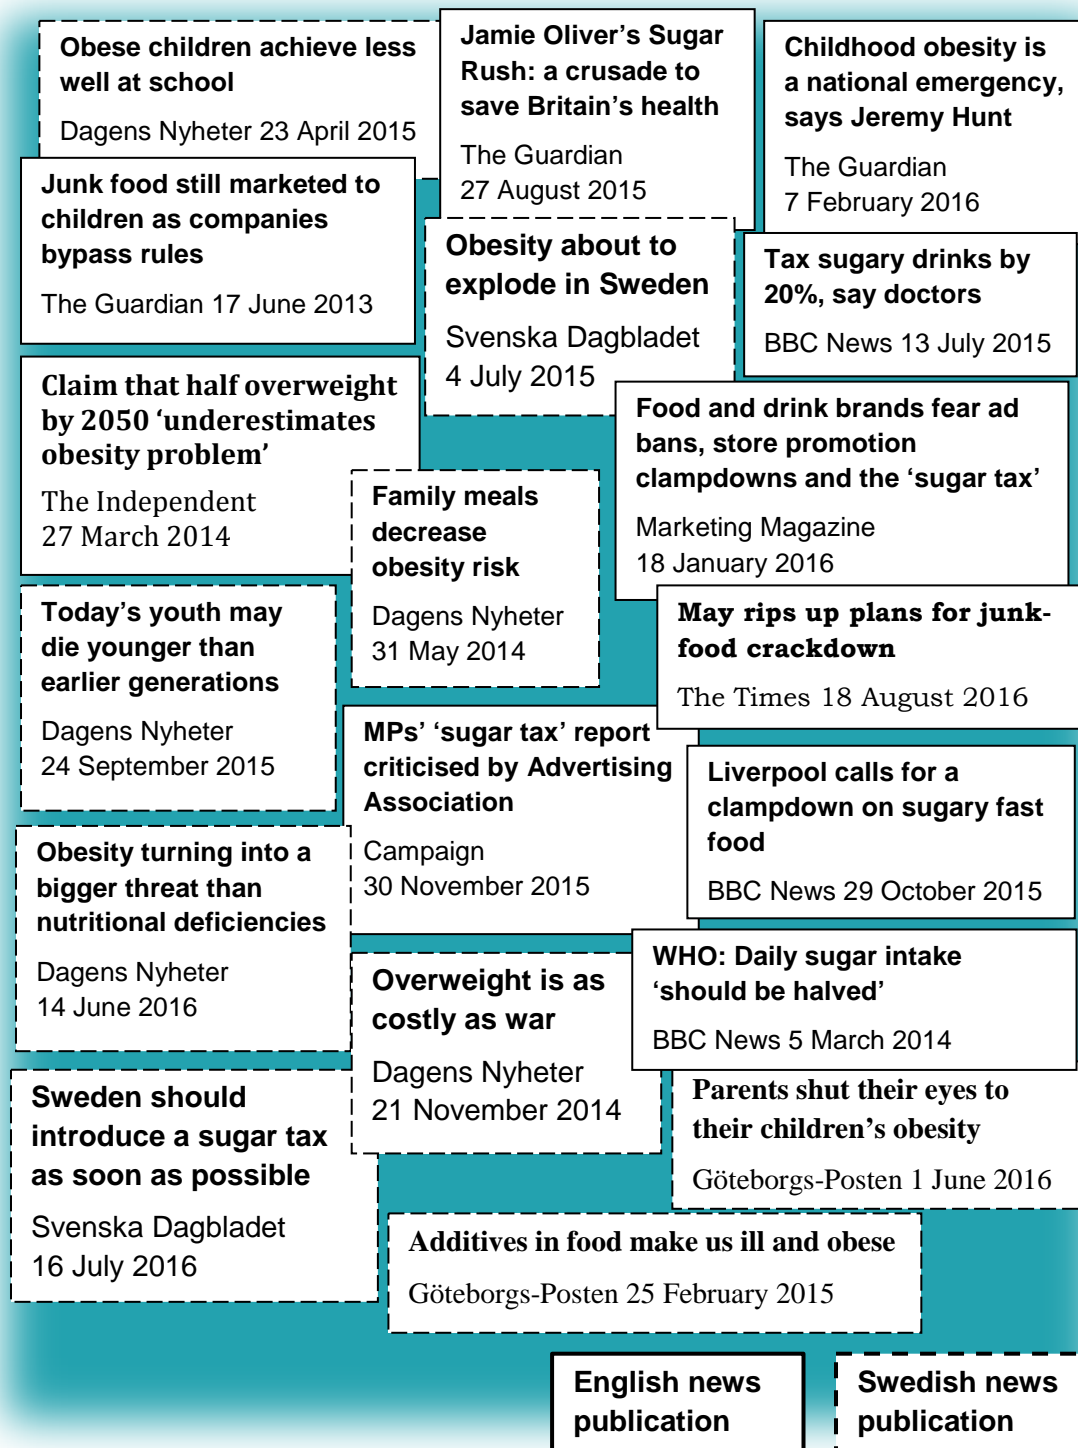 Obese children achieve less
well at school
Dagens Nyheter 23 April 2015
Jamie Oliver’s Sugar
Rush: a crusade to
save Britain’s health
The Guardian
27 August 2015
Childhood obesity is
a national emergency,
says Jeremy Hunt
The Guardian
7 February 2016
Junk food still marketed to
children as companies
bypass rules
The Guardian 17 June 2013
Obesity about to
explode in Sweden
Svenska Dagbladet
4 July 2015
Tax sugary drinks by
20%, say doctors
BBC News 13 July 2015
Claim that half overweight
by 2050 ‘underestimates
obesity problem’
The Independent
27 March 2014
Family meals
decrease
obesity risk
Dagens Nyheter
31 May 2014
Food and drink brands fear ad
bans, store promotion
clampdowns and the ‘sugar tax’
Marketing Magazine
18 January 2016
Today’s youth may
die younger than
earlier generations
Dagens Nyheter
24 September 2015
May rips up plans for junk-
food crackdown
The Times 18 August 2016
MPs’ ‘sugar tax’ report
criticised by Advertising
Association
Campaign
30 November 2015
Liverpool calls for a
clampdown on sugary fast
food
BBC News 29 October 2015
Obesity turning into a
bigger threat than
nutritional deficiencies
Dagens Nyheter
14 June 2016
Overweight is as
costly as war
Dagens Nyheter
21 November 2014
WHO: Daily sugar intake
‘should be halved’
BBC News 5 March 2014
Sweden should
introduce a sugar tax
as soon as possible
Svenska Dagbladet
16 July 2016
Parents shut their eyes to
their children’s obesity
Göteborgs-Posten 1 June 2016
Additives in food make us ill and obese
Göteborgs-Posten 25 February 2015
English news
publication
Swedish news
publication